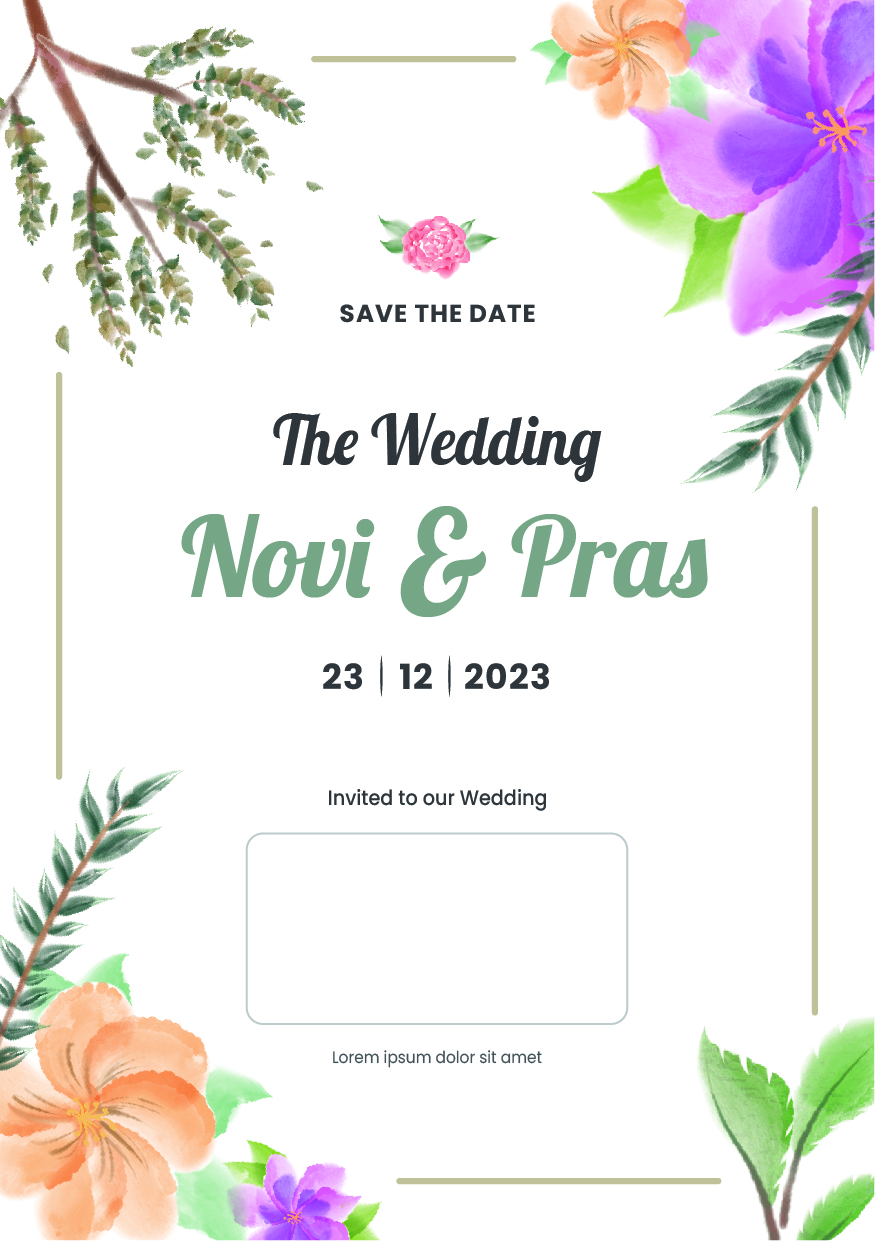 SAVE THE DATE
The Wedding
Novi & Pras
23 | 12 | 2023
Invited to our Wedding
Lorem ipsum dolor sit amet